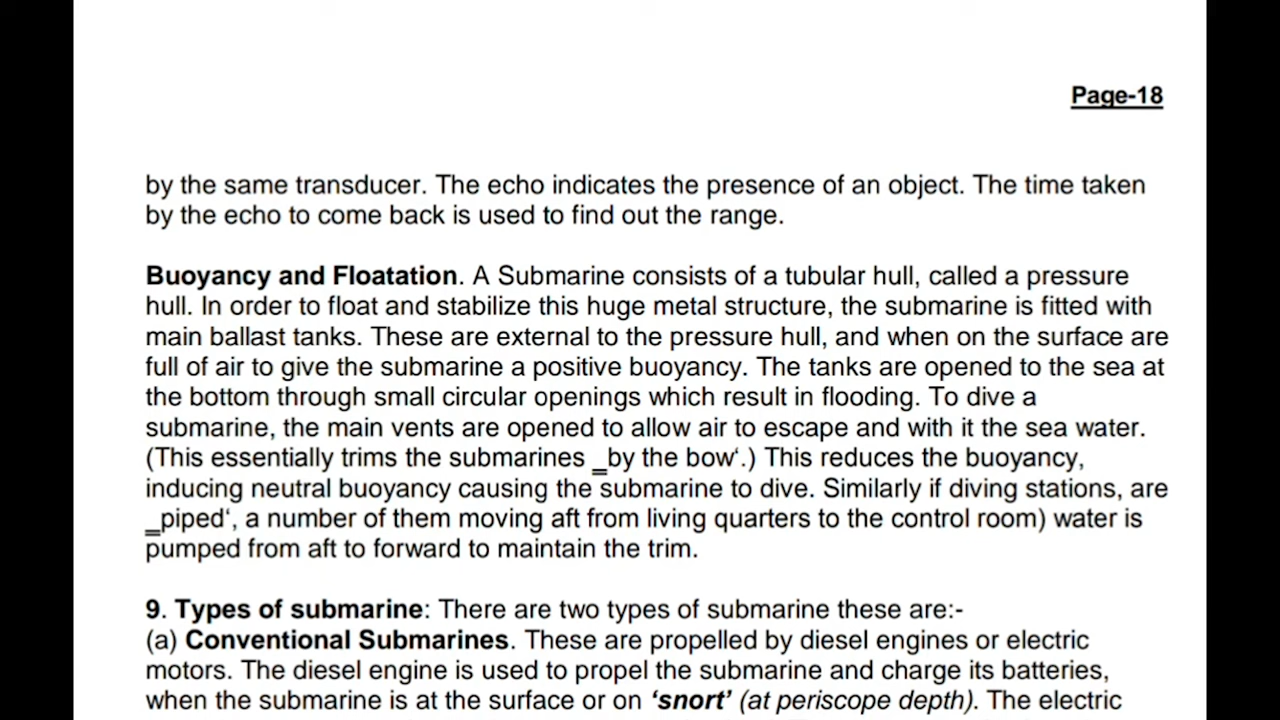 Page-18
by the same transducer. The echo indicates the presence of an object. The time taken
by the echo to come back is used to find out the range.
Buoyancy and Floatation. A Submarine consists of a tubular hull, called a pressure
hull. In order to float and stabilize this huge metal structure, the submarine is fitted with
main ballast tanks. These are external to the pressure hull, and when on the surface are
full of air to give the submarine a positive buoyancy. The tanks are opened to the sea at
the bottom through small circular openings which result in flooding. To dive a
submarine, the main vents are opened to allow air to escape and with it the sea water.
(This essentially trims the submarines ‗by the bow‘.) This reduces the buoyancy,
inducing neutral buoyancy causing the submarine to dive. Similarly if diving stations, are
‗piped‘, a number of them moving aft from living quarters to the control room) water is
pumped from aft to forward to maintain the trim.
9. Types of submarine: There are two types of submarine these are:-
(a) Conventional Submarines. These are propelled by diesel engines or electric
motors. The diesel engine is used to propel the submarine and charge its batteries,
when the submarine is at the surface or on ‘snort’ (at periscope depth). The electric